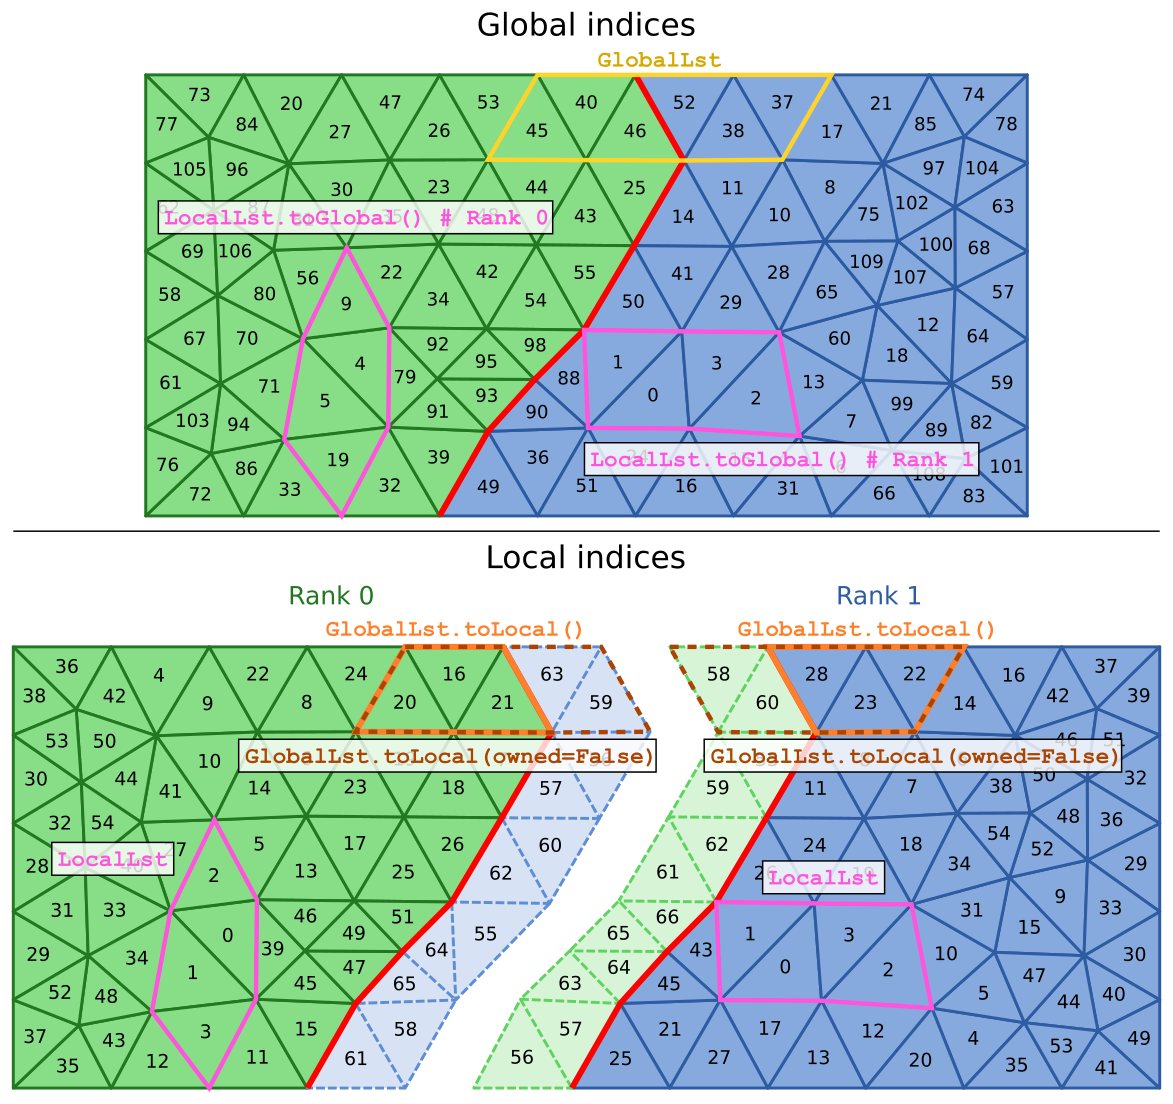 Global indices
GlobalLst
73 20 47 53 40 52 37 21 74
77 84 27 26 45 46 38 17 85 78
105 96 30 23 44 25 11 8 97 104
43 14 10 75 102 63
LocalLst.toGlobal() # Rank 0
69 106 56 22 42 55 41 28 109 107 100 68
58 80 9 34 54 50 29 65 57
67 70 4 92 95 98 1 3 60 18 12 64
61 71 5 79 93 88 0 2 13 99 59
103 94 91 90 7 89 82
76 86 19 39 36 101
LocalLst.toGlobal() # Rank 1
72 33 32 49 51 16 31 66 108 83
Local indices
Rank 0 Rank 1
GlobalLst.toLocal() GlobalLst.toLocal()
36 4 22 24 16 63 58 28 22 16 37
38 42 9 8 20 21 59 60 23 14 42 39
53 50 10 46 51
GlobalLst.toLocal(owned=False) GlobalLst.toLocal(owned=False)
30 44 41 14 23 18 57 59 11 7 38 50 32
32 54 5 17 26 60 62 24 18 54 48 36
LocalLst
28 27 2 13 25 62 61 34 52 29
LocalLst
31 33 0 46 51 55 66 1 3 31 9 33
29 34 1 39 49 47 64 65 43 0 2 10 15 30
52 48 45 65 64 63 45 5 47 44 40
37 43 3 15 58 57 21 17 12 4 53 49
35 12 11 61 56 25 27 13 20 35 41